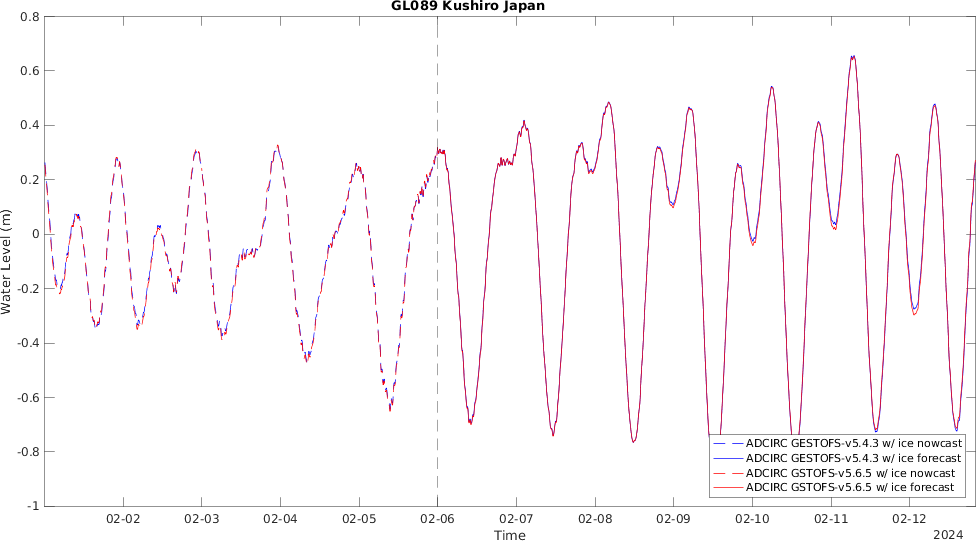 GL089 Kushiro Japan
0.8
0.6
0.4
0.2
0
-0.2
-0.4
-0.6
-0.8
-1
Water Level (m)
ADCIRC GESTOFS-v5.4.3 w/ ice nowcast
ADCIRC GESTOFS-v5.4.3 w/ ice forecast
ADCIRC GSTOFS-v5.6.5 w/ ice nowcast
ADCIRC GSTOFS-v5.6.5 w/ ice forecast
02-02 02-03 02-04 02-05 02-06 02-07 02-08 02-09 02-10 02-11 02-12
Time
2024